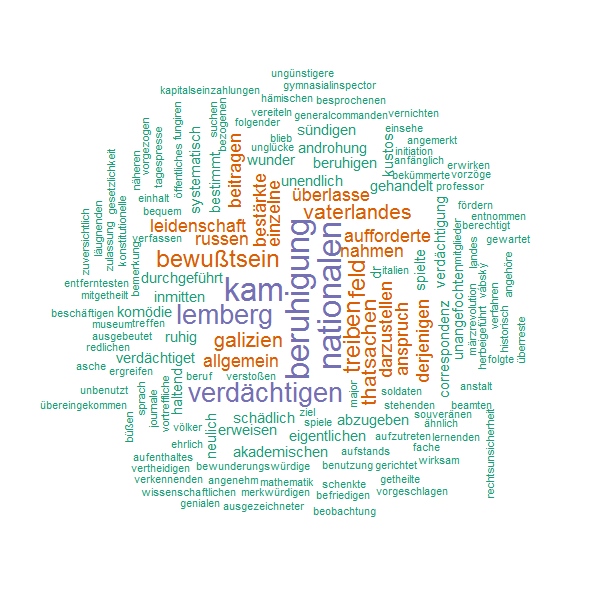 ungünstigere
gymnasialinspector
kapitalseinzahlungen
hämischen
besprochenen
vereiteln
generalcommanden
vernichten
folgender
sündigen
einsehe
blieb
angemerkt
unglücke
androhung
initiation
wunder
beruhigen
anfänglich
erwirken
unendlich
gehandelt
bekümmerte
vorzöge
professor
überlasse
fördern
vaterlandes
entnommen
berechtigt
gewartet
aufforderte
nahmen
suchen
bezogenen
fungiren
öffentliches
systematisch
bestimmt
beitragen
bestärkte
einzelne
kustos
tagespresse
vorgezogen
näheren
gesetzlichkeit
zulassung
konstitutionelle
läugnenden
zuversichtlich
einhalt
bequem
erfassen
bemerkung
leidenschaft
russen
bewußtsein
durchgeführt
entferntesten
mitgetheilt
inmitten
kam
beschäftigen
komödie
lemberg
museum
treffen
ausgebeutet
ruhig
galizien
redlichen
verdächtiget
allgemein
asche
ergreifen
beruf
verstoßen
unbenutzt
verdächtigen
übereingekommen
beruhigung
nationalen
treiben
feld
thatsachen
darzustellen
anspruch
derjenigen
dr
italien
spielte
verdächtigung
correspondenz
unangefochten
mitglieder
landes
märzrevolution
herbeigeführt
vábský
verfahren
historisch
angehöre
überreste
folgte
major
soldaten
anstalt
stehenden
beamten
souveränen
ähnlich
rechtsunsicherheit
büßen
sprach
journale
vortreffliche
haltend
völker
neulich
ehrlich
schädlich
ziel
spiele
abzugeben
erweisen
eigentlichen
aufzutreten
lernenden
akademischen
aufstands
fache
aufenthaltes
vertheidigen
bewunderungswürdige
benutzung
gerichtet
wirksam
verkennenden
angenehm
mathematik
schenkte
getheilte
wissenschaftlichen
merkwürdigen
befriedigen
vorgeschlagen
genialen
ausgezeichneter
beobachtung